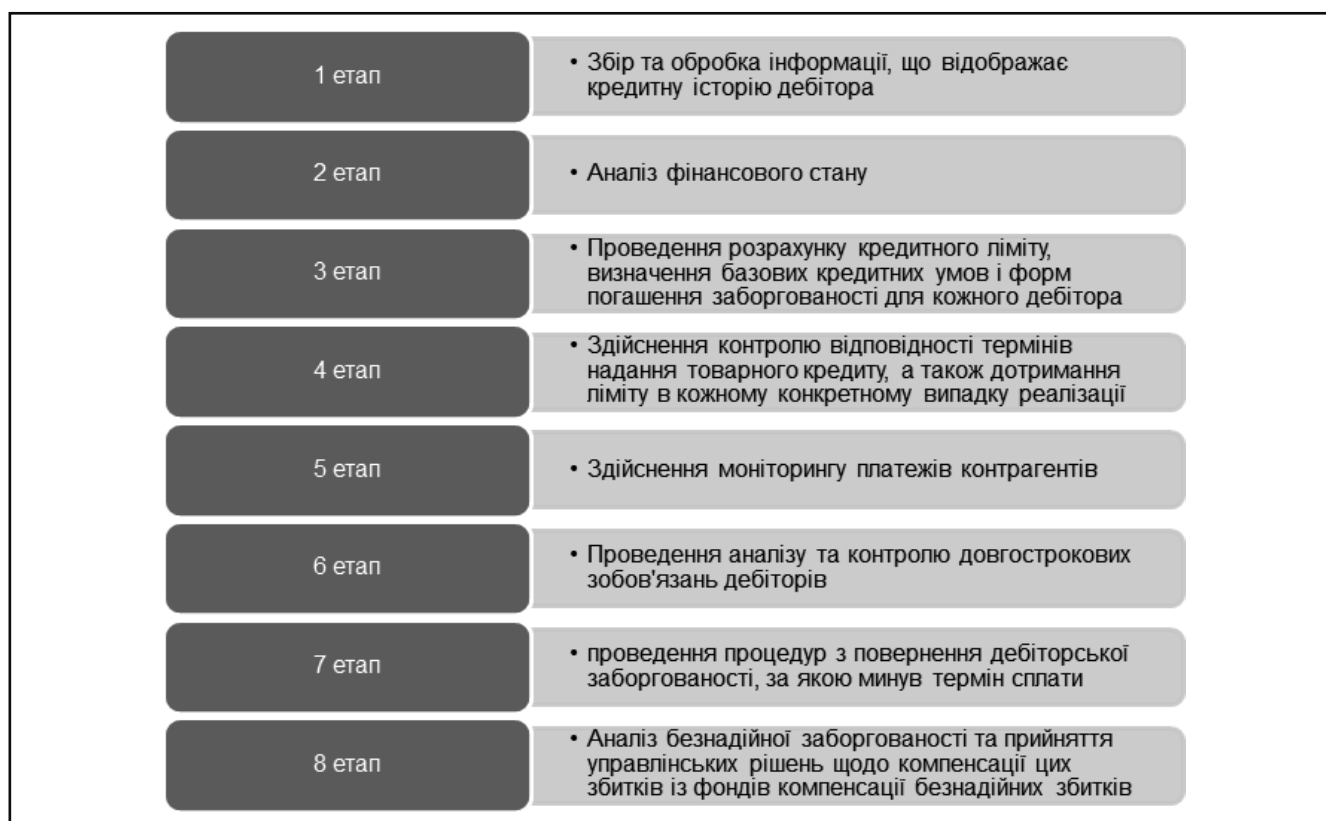 1 етап
• Збір та обробка інформації, що відображає
кредитну історію дебітора
2 етап
• Аналіз фінансового стану
3 етап
• Проведення розрахунку кредитного ліміту,
визначення базових кредитних умов і форм
погашення заборгованості для кожного дебітора
4 етап
• Здійснення контролю відповідності термінів
надання товарного кредиту, а також дотримання
ліміту в кожному конкретному випадку реалізації
5 етап
• Здійснення моніторингу платежів контрагентів
6 етап
• Проведення аналізу та контролю довгострокових
зобов'язань дебіторів
7 етап
• проведення процедур з повернення дебіторської
заборгованості, за якою минув термін сплати
8 етап
• Аналіз безнадійної заборгованості та прийняття
управлінських рішень щодо компенсації цих
збитків із фондів компенсації безнадійних збитків